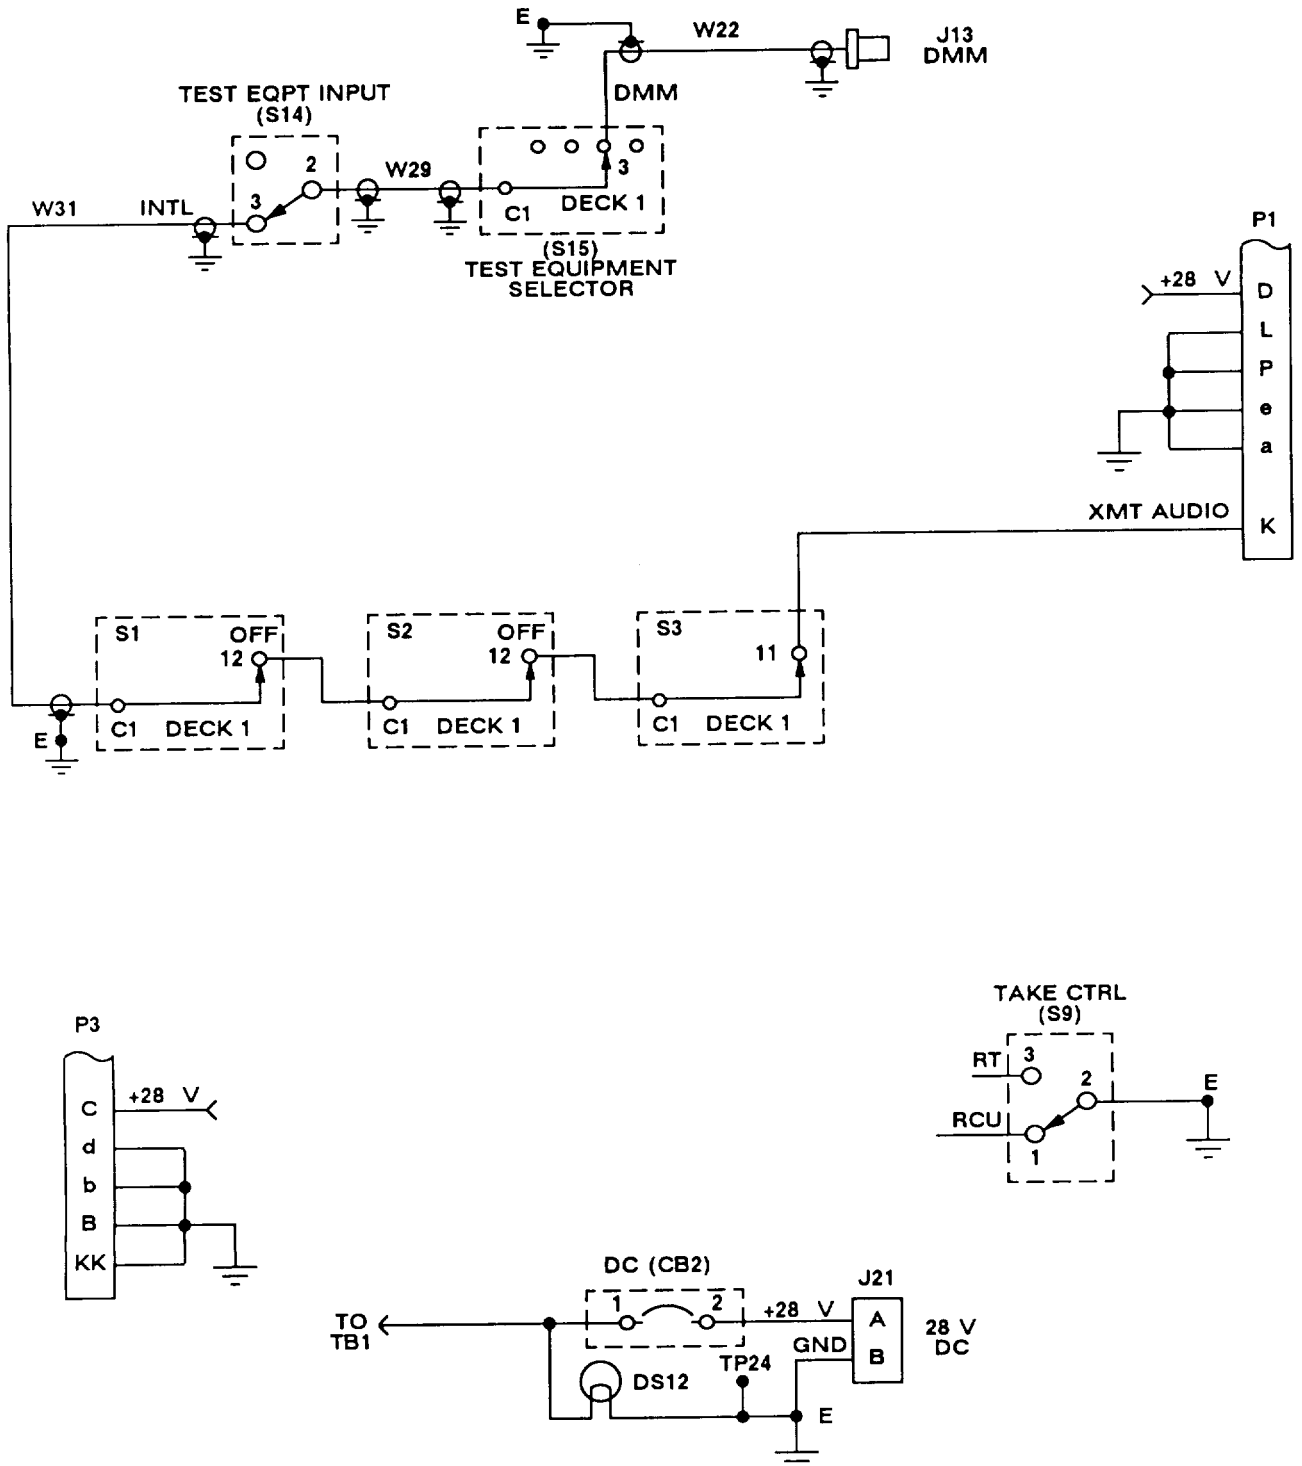 E
W22
J13
DMM
TEST EQPT INPUT
(S14)
DMM
2
W29
3
3
W31
INTL
C1
DECK 1
(S15)
TEST EQUIPMENT
SELECTOR
P1
+28 V
D
L
P
e
a
XMT AUDIO
K
S1
OFF
12
C1
DECK 1
S2
OFF
12
C1
DECK 1
S3
11
C1
DECK 1
E
TAKE CTRL
(S9)
RT
3
2
E
RCU
1
P3
C
+28 V
d
b
B
KK
DC (CB2)
J21
1
2
+28 V
A
28 V
DC
TO
TB1
GND
B
TP24
DS12
E